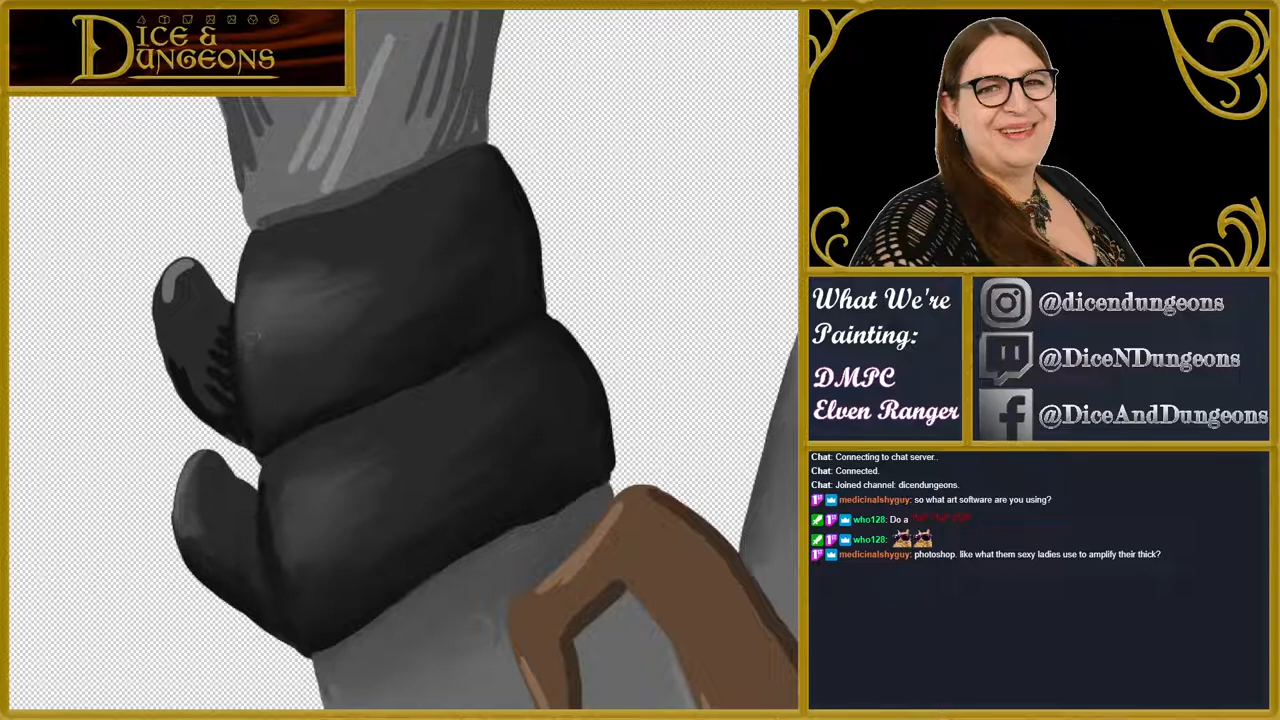 DICE &
DUNGEONS
What We're
Painting:
DMPC
Elven Ranger
@dicendungeons
@DiceNDungeons
@DiceAndDungeons
Chat: Connecting to chat server..
Chat: Connected.
Chat: Joined channel: dicendungeons.
medicinalshyguy: so what art software are you using?
who128: Do a
who128:
medicinalshyguy: photoshop. like what them sexy ladies use to amplify their thick?